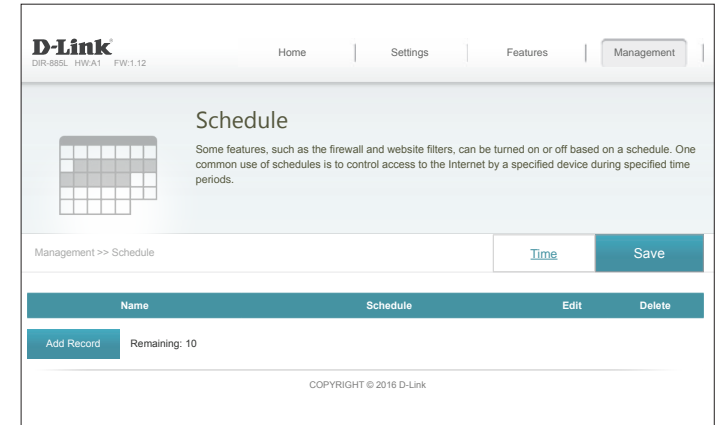 D-Link
DIR-885L HW:A1 FW:1.12
Home Settings Features Management
Schedule
Some features, such as the firewall and website filters, can be turned on or off based on a schedule. One
common use of schedules is to control access to the Internet by a specified device during specified time
periods.
Management >> Schedule
Time Save
Name Schedule Edit Delete
Add Record Remaining: 10
COPYRIGHT © 2016 D-Link